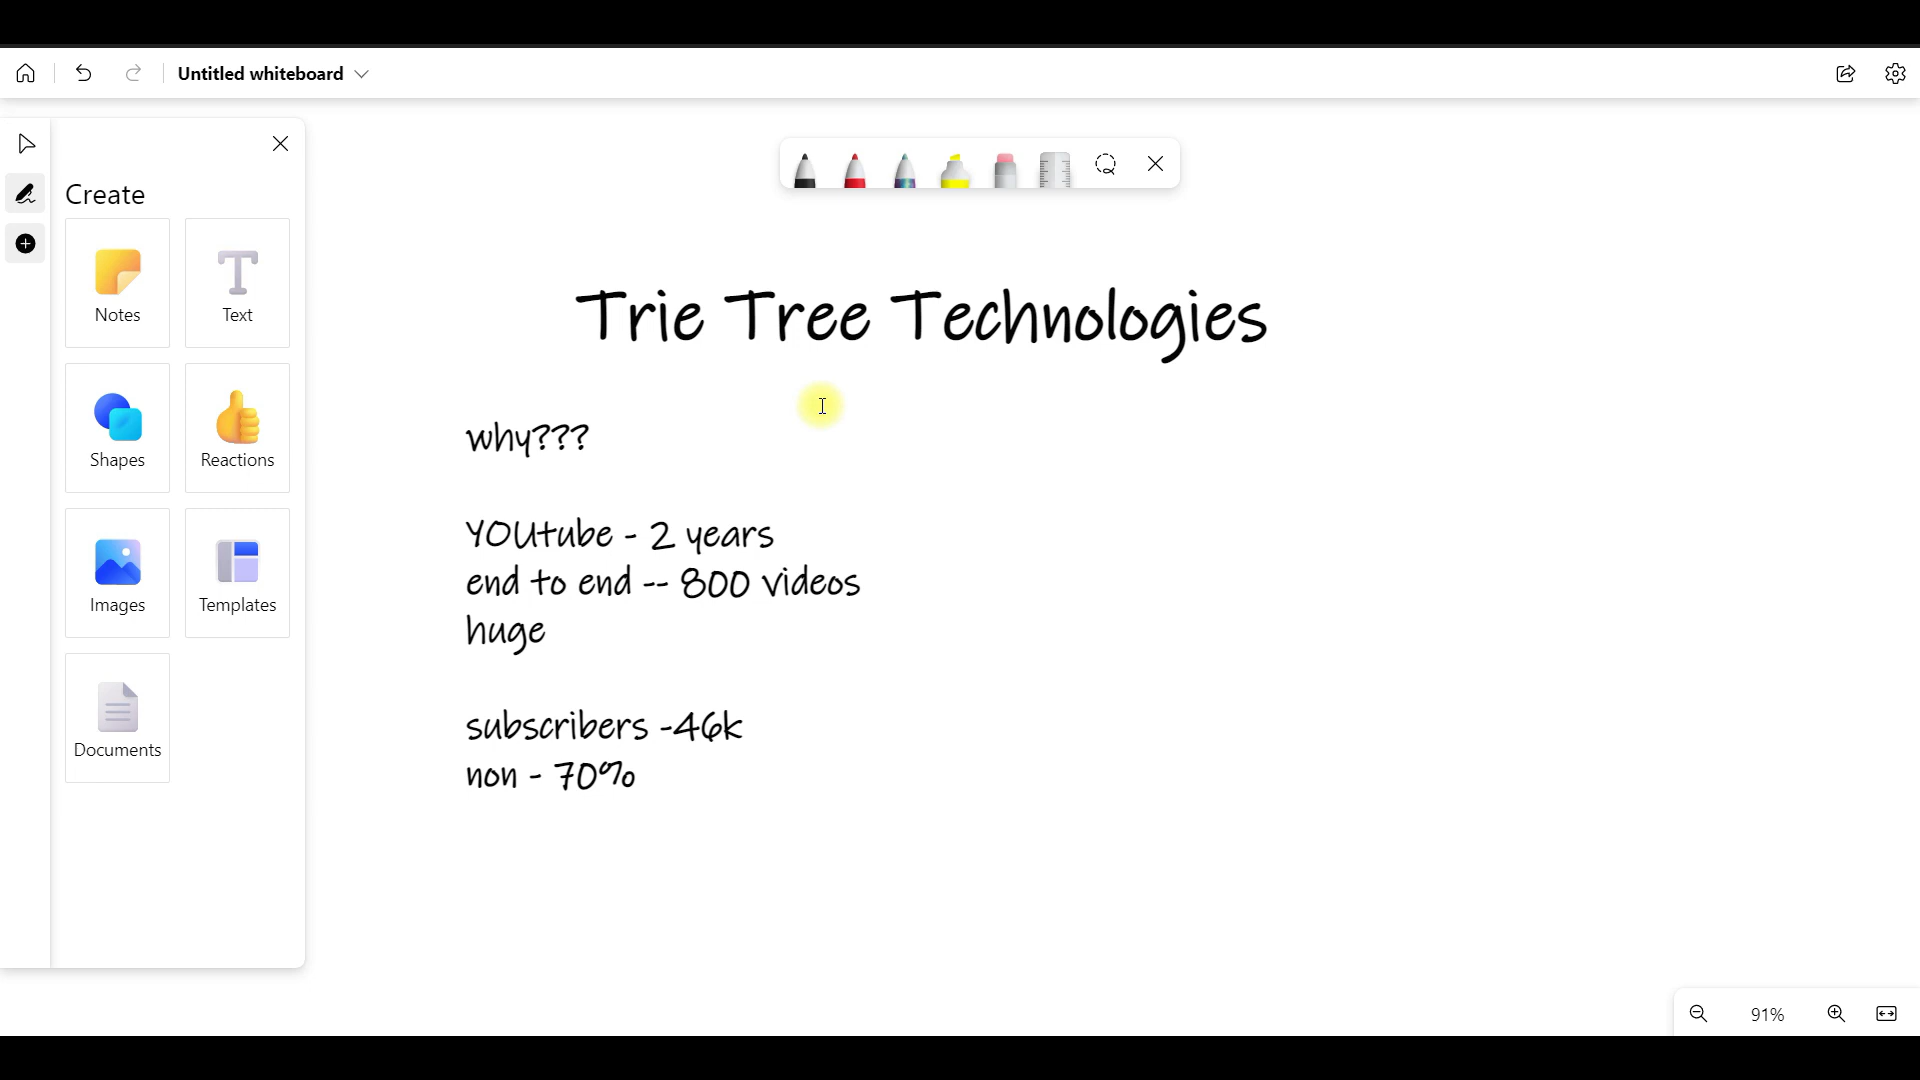 Untitled whiteboard
Create
Notes
Text
Shapes
Reactions
Images
Templates
Documents
Trie Tree Technologies
why???
YOUtube - 2 years
end to end -- 800 videos
huge
subscribers -46k
non - 70%
91%